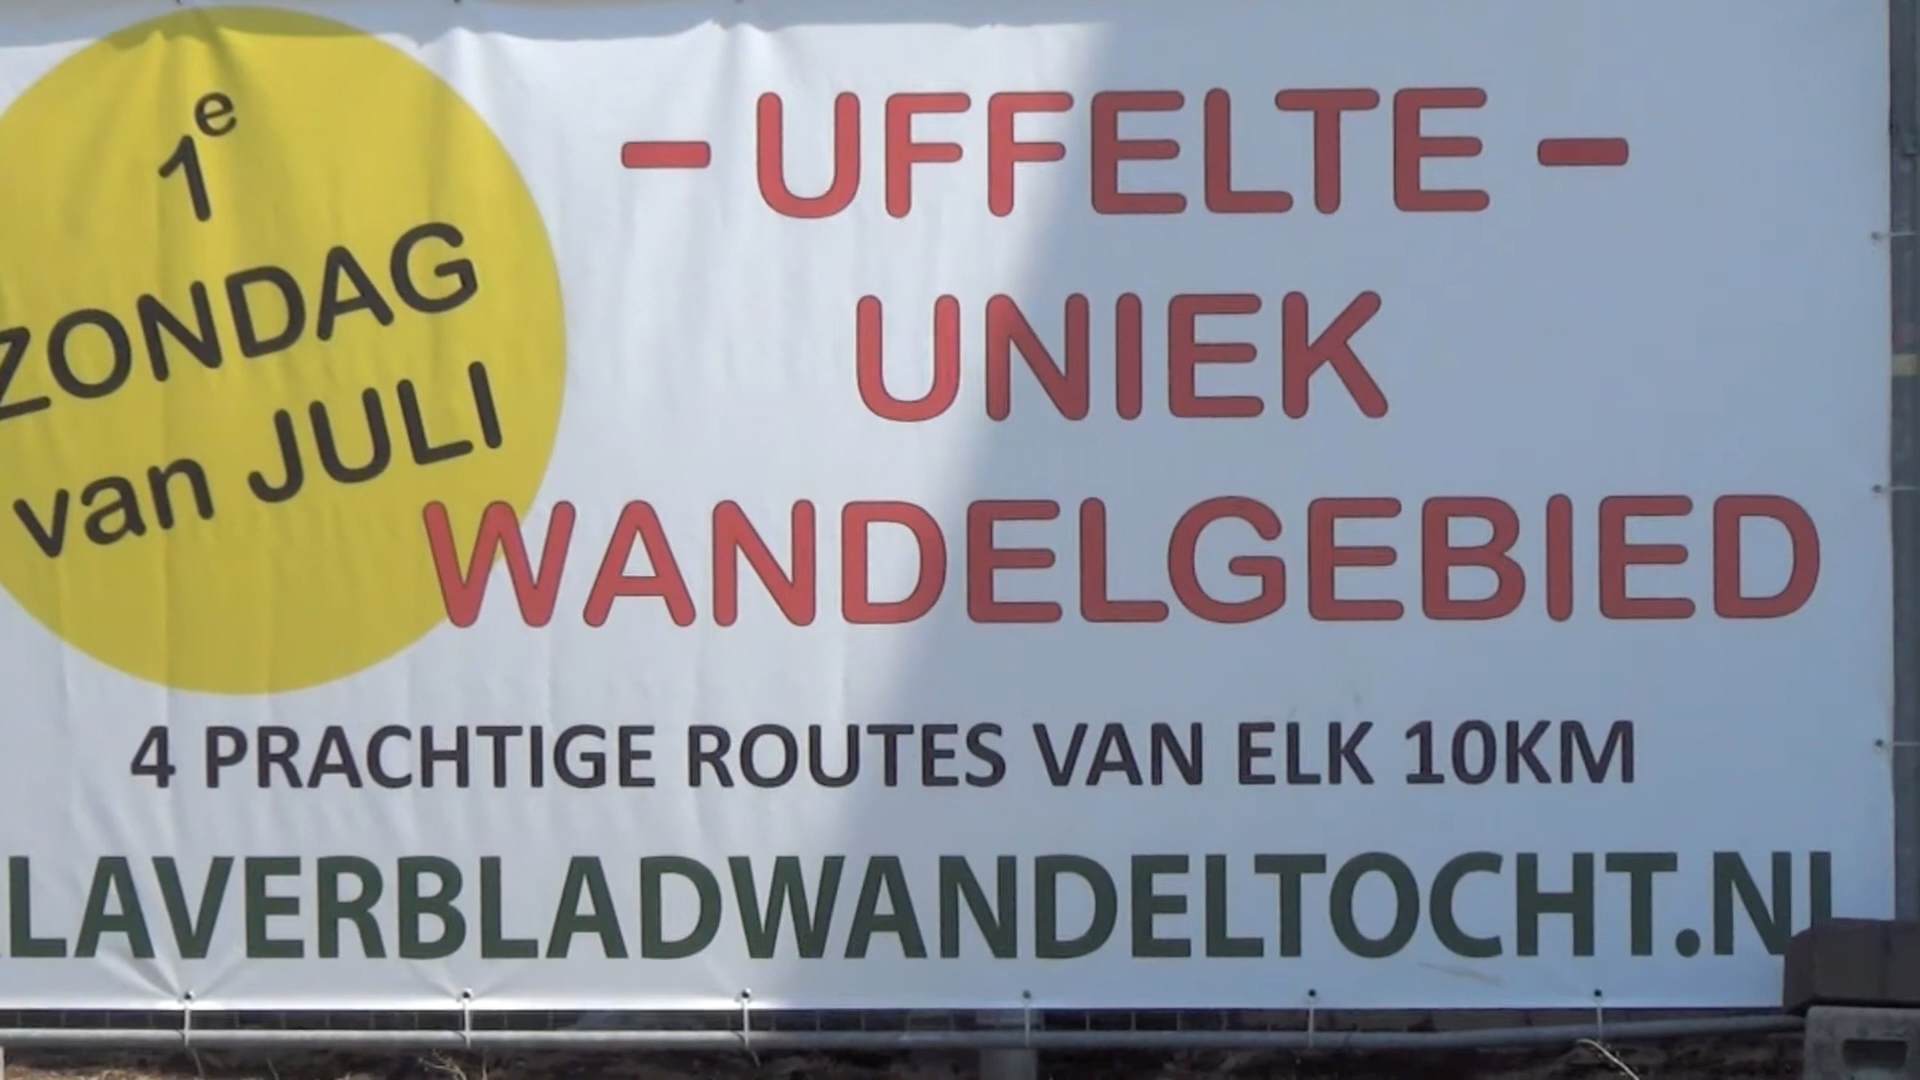 1e
ZONDAG
van JULI
- UFFELTE -
UNIEK
WANDELGEBIED
4 PRACHTIGE ROUTES VAN ELK 10KM
LAVERBLADWANDELTOCHT.NL